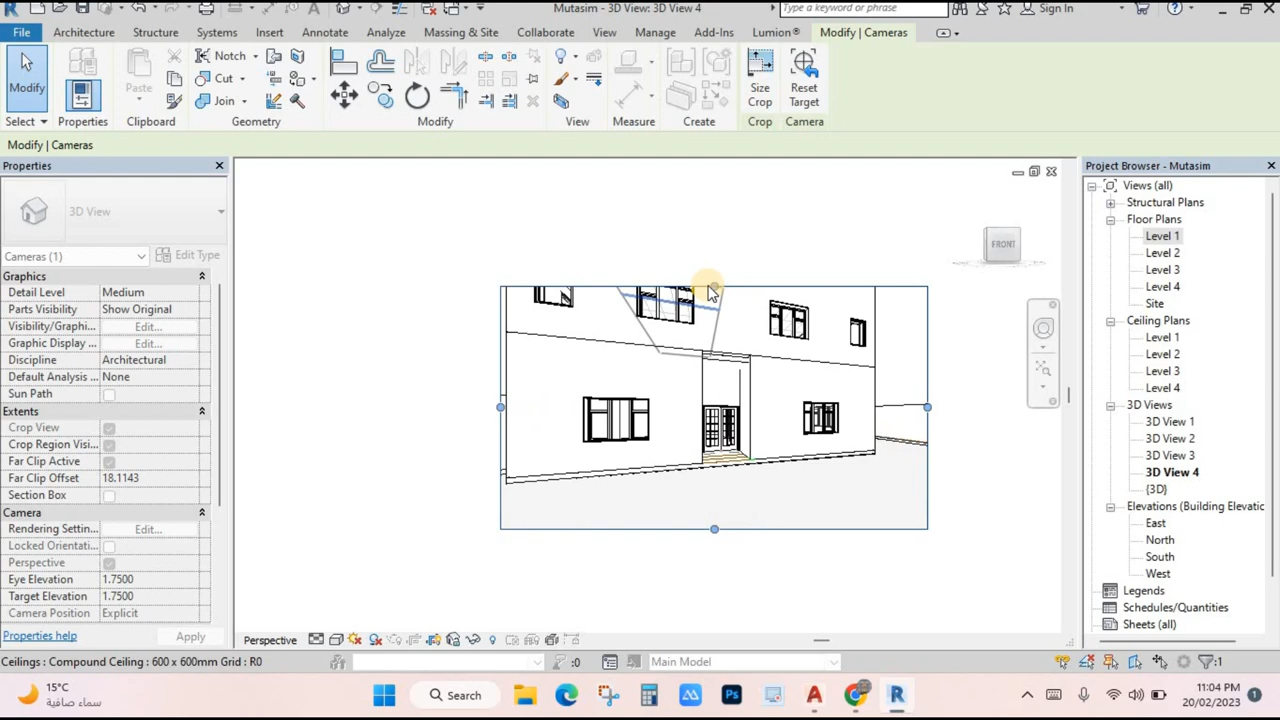 Mutasim - 3D View: 3D View 4
Type a keyword or phrase
Sign In
File
Architecture
Structure
Systems
Insert
Annotate
Analyze
Massing & Site
Collaborate
View
Manage
Add-Ins
Lumion®
Modify | Cameras
Modify
Select
Properties
Paste
Clipboard
Notch
Cut
Join
Geometry
Modify
View
Measure
Create
Size Crop
Crop
Reset Target
Camera
Modify | Cameras
Properties
3D View
Cameras (1)
Edit Type
Graphics
Detail Level Medium
Parts Visibility Show Original
Visibility/Graphi... Edit...
Graphic Display ... Edit...
Discipline Architectural
Default Analysis ... None
Sun Path
Extents
Crop View
Crop Region Visi...
Far Clip Active
Far Clip Offset 18.1143
Section Box
Camera
Rendering Settin... Edit...
Locked Orientati...
Perspective
Eye Elevation 1.7500
Target Elevation 1.7500
Camera Position Explicit
Properties help
Apply
FRONT
Perspective
Project Browser - Mutasim
Views (all)
Structural Plans
Floor Plans
Level 1
Level 2
Level 3
Level 4
Site
Ceiling Plans
Level 1
Level 2
Level 3
Level 4
3D Views
3D View 1
3D View 2
3D View 3
3D View 4
{3D}
Elevations (Building Elevatic
East
North
South
West
Legends
Schedules/Quantities
Sheets (all)
Ceilings : Compound Ceiling : 600 x 600mm Grid : R0
:0
Main Model
:1
15°C
سماء صافية
Search
Ps
11:04 PM
20/02/2023